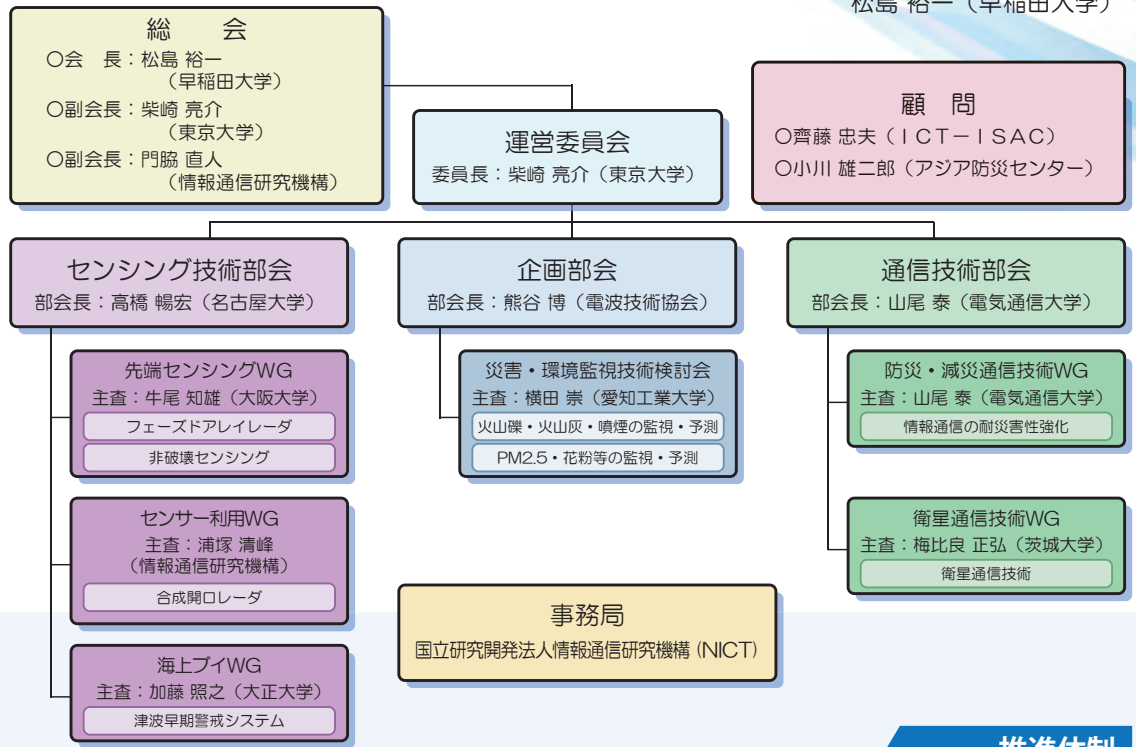 松島 裕一（早稲田大学）
総　会
〇会　長：松島 裕一
（早稲田大学）
〇副会長：柴崎 亮介
（東京大学）
〇副会長：門脇 直人
（情報通信研究機構）
運営委員会
委員長：柴崎 亮介（東京大学）
顧　問
〇齊藤 忠夫（ＩＣＴ－ＩＳＡＣ）
〇小川 雄二郎（アジア防災センター）
センシング技術部会
部会長：高橋 暢宏（名古屋大学）
企画部会
部会長：熊谷 博（電波技術協会）
通信技術部会
部会長：山尾 泰（電気通信大学）
先端センシングWG
主査：牛尾 知雄（大阪大学）
フェーズドアレイレーダ
非破壊センシング
センサー利用WG
主査：浦塚 清峰
（情報通信研究機構）
合成開口レーダ
海上ブイWG
主査：加藤 照之（大正大学）
津波早期警戒システム
災害・環境監視技術検討会
主査：横田 崇（愛知工業大学）
火山礫・火山灰・噴煙の監視・予測
PM2.5・花粉等の監視・予測
防災・減災通信技術WG
主査：山尾 泰（電気通信大学）
情報通信の耐災害性強化
衛星通信技術WG
主査：梅比良 正弘（茨城大学）
衛星通信技術
事務局
国立研究開発法人情報通信研究機構 (NICT)
推進体制